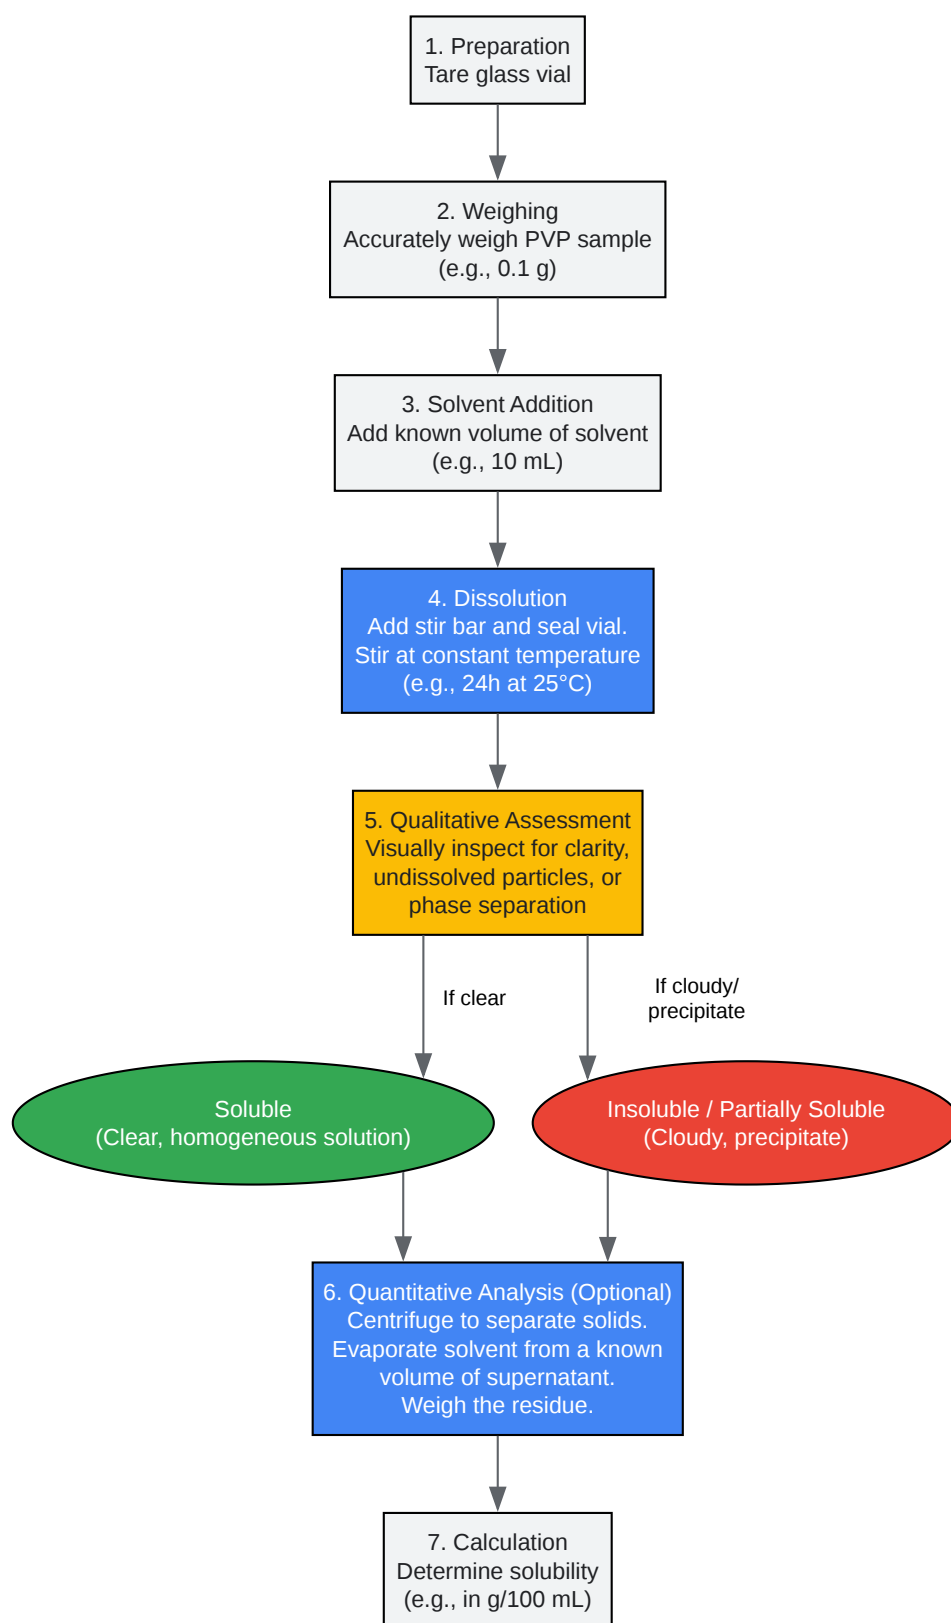 1. Preparation
Tare glass vial
2. Weighing
Accurately weigh PVP sample
(e.g., 0.1 g)
3. Solvent Addition
Add known volume of solvent
(e.g., 10 mL)
4. Dissolution
Add stir bar and seal vial.
Stir at constant temperature
(e.g., 24h at 25°C)
5. Qualitative Assessment
Visually inspect for clarity,
undissolved particles, or
phase separation
If clear
If cloudy/
precipitate
Soluble
(Clear, homogeneous solution)
Insoluble / Partially Soluble
(Cloudy, precipitate)
6. Quantitative Analysis (Optional)
Centrifuge to separate solids.
Evaporate solvent from a known
volume of supernatant.
Weigh the residue.
7. Calculation
Determine solubility
(e.g., in g/100 mL)